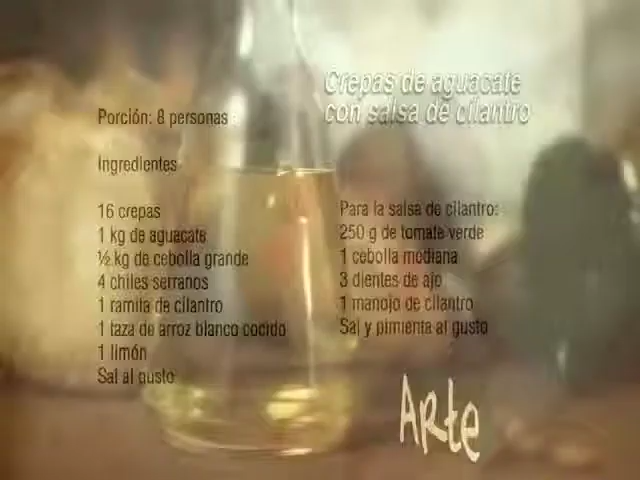 Crepas de aguacate
con salsa de cilantro
Porción: 8 personas
Ingredientes
16 crepas
1 kg de aguacate
½ kg de cebolla grande
4 chiles serranos
1 ramita de cilantro
1 taza de arroz blanco cocido
1 limón
Sal al gusto
Para la salsa de cilantro:
250 g de tomate verde
1 cebolla mediana
3 dientes de ajo
1 manojo de cilantro
Sal y pimienta al gusto
Arte